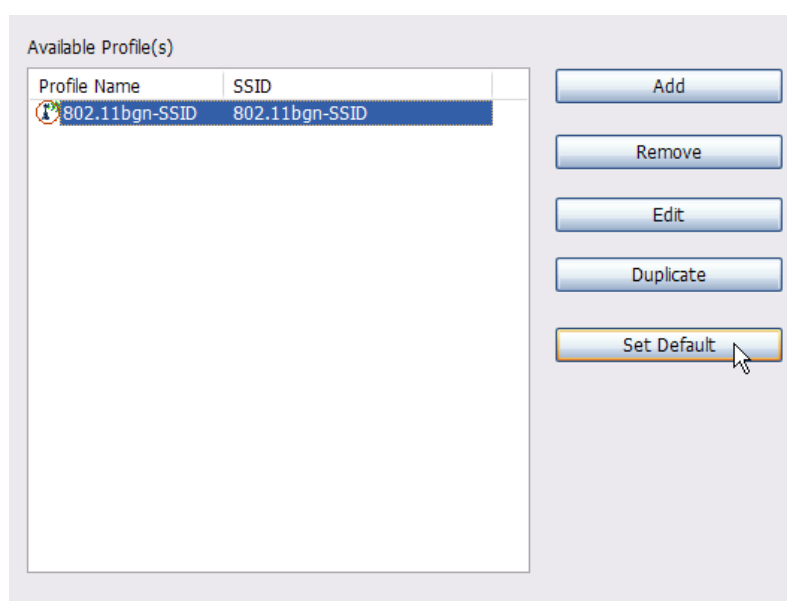 Available Profile(s)
Profile Name SSID
802.11bgn-SSID 802.11bgn-SSID
Add
Remove
Edit
Duplicate
Set Default